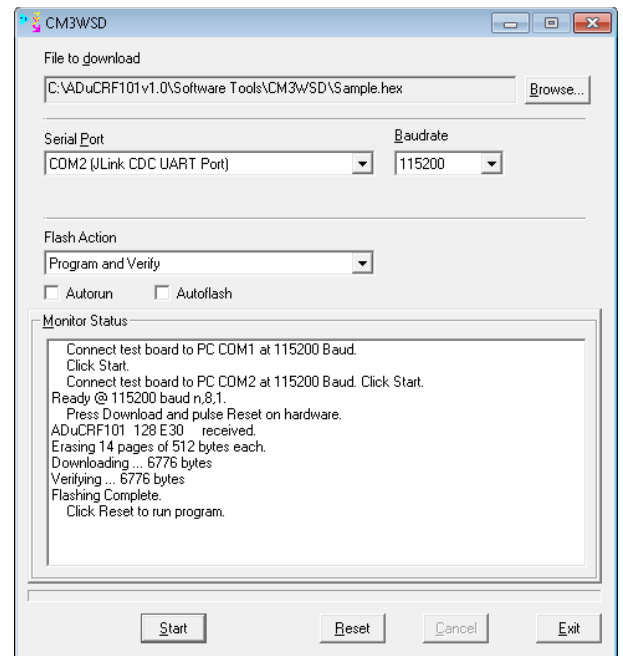 CM3WSD
File to download
C:\ADuCRF101v1.0\Software Tools\CM3WSD\Sample.hex
Browse...
Serial Port
Baudrate
COM2 (JLink CDC UART Port)
115200
Flash Action
Program and Verify
Autorun
Autoflash
Monitor Status
Connect test board to PC COM1 at 115200 Baud.
Click Start.
Connect test board to PC COM2 at 115200 Baud. Click Start.
Ready @ 115200 baud n,8,1.
Press Download and pulse Reset on hardware.
ADuCRF101 128 E30 received.
Erasing 14 pages of 512 bytes each.
Downloading ... 6776 bytes
Verifying ... 6776 bytes
Flashing Complete.
Click Reset to run program.
Start
Reset
Cancel
Exit